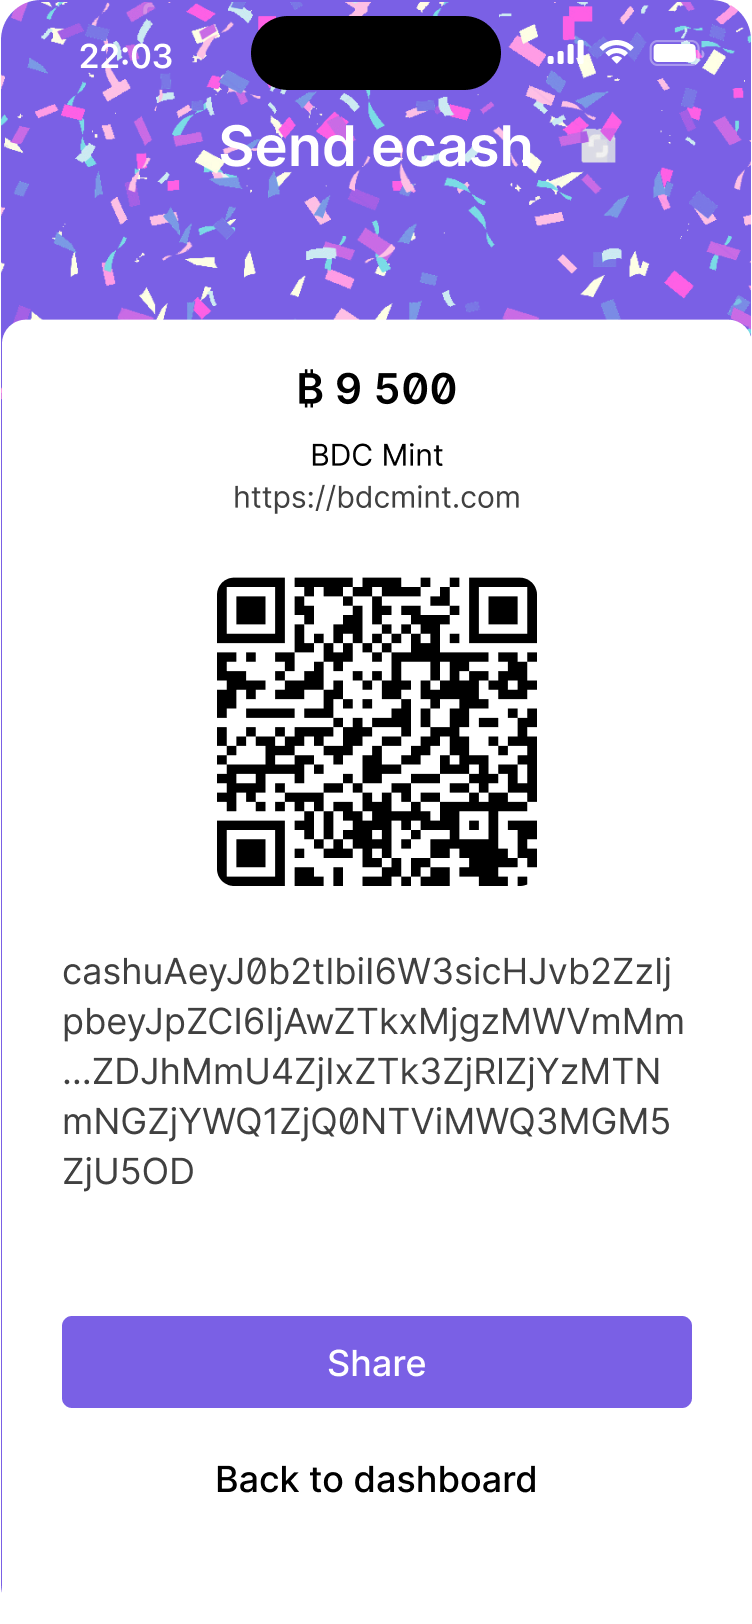 22:03
Send ecash
₿ 9 500
BDC Mint
https://bdcmint.com
cashuAeyJ0b2tlbiI6W3sicHJvb2ZzIj
pbeyJpZCI6IjAwZTkxMjgzMWVmMm
...ZDJhMmU4ZjIxZTk3ZjRlZjYzMTN
mNGZjYWQ1ZjQ0NTViMWQ3MGM5
ZjU5OD
Share
Back to dashboard